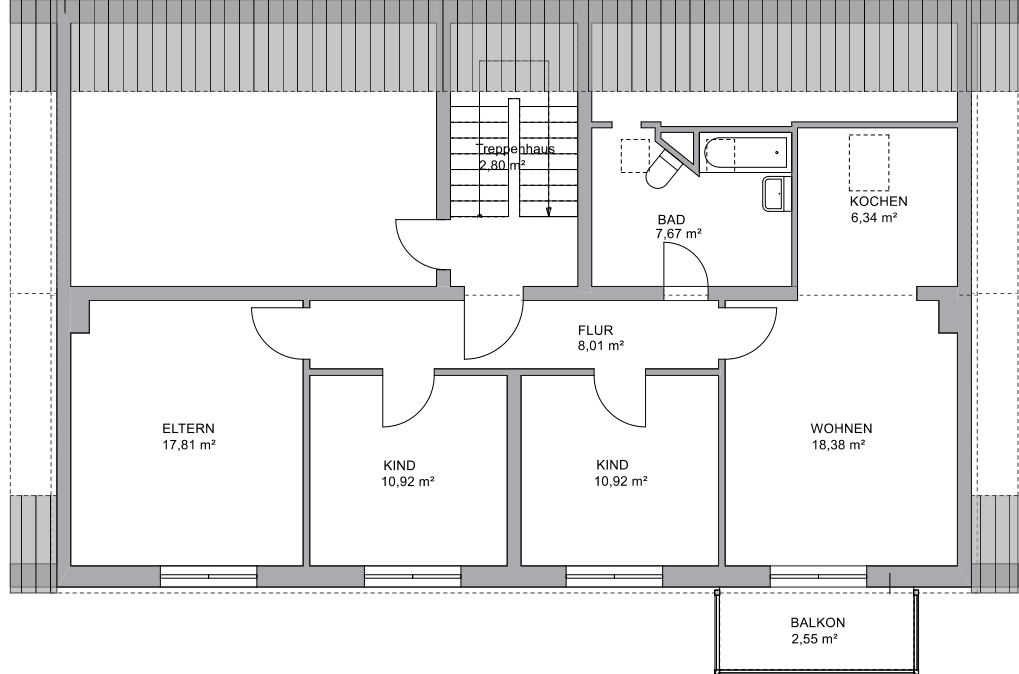 Treppenhaus
2,80 m²
KOCHEN
6,34 m²
BAD
7,67 m²
FLUR
8,01 m²
ELTERN
17,81 m²
KIND
10,92 m²
KIND
10,92 m²
WOHNEN
18,38 m²
BALKON
2,55 m²